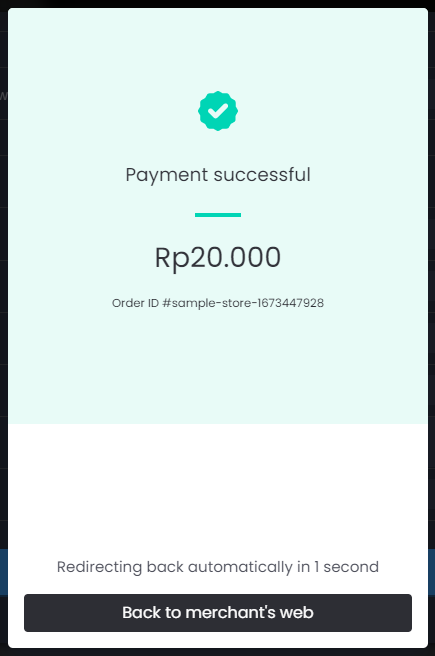 Payment successful
Rp20.000
Order ID #sample-store-1673447928
Redirecting back automatically in 1 second
Back to merchant's web